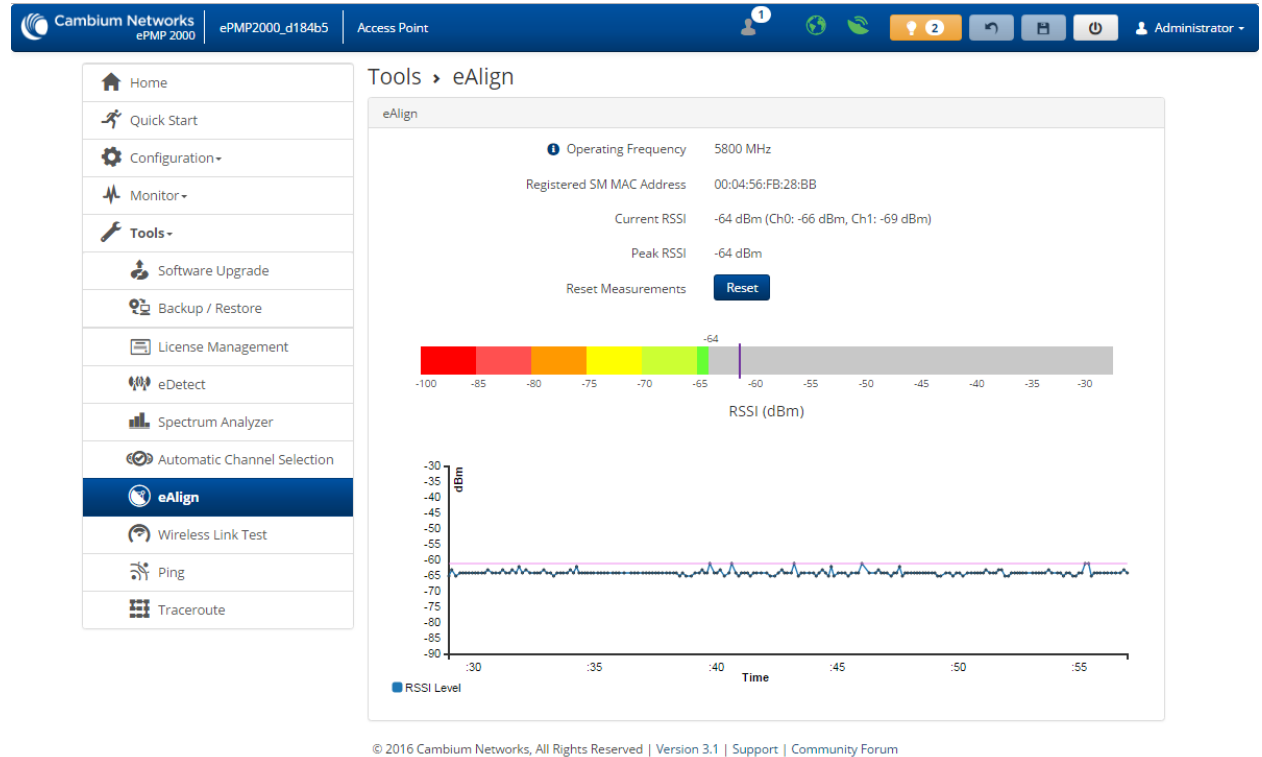 Cambium Networks
ePMP 2000
ePMP2000_d184b5
Access Point
1
2
Administrator
Home
Quick Start
Configuration
Monitor
Tools
Software Upgrade
Backup / Restore
License Management
eDetect
Spectrum Analyzer
Automatic Channel Selection
eAlign
Wireless Link Test
Ping
Traceroute
Tools › eAlign
eAlign
Operating Frequency 5800 MHz
Registered SM MAC Address 00:04:56:FB:28:BB
Current RSSI -64 dBm (Ch0: -66 dBm, Ch1: -69 dBm)
Peak RSSI -64 dBm
Reset Measurements Reset
-64
-100 -85 -80 -75 -70 -65 -60 -55 -50 -45 -40 -35 -30
RSSI (dBm)
dBm
-30
-35
-40
-45
-50
-55
-60
-65
-70
-75
-80
-85
-90
:30 :35 :40 :45 :50 :55
Time
RSSI Level
© 2016 Cambium Networks, All Rights Reserved | Version 3.1 | Support | Community Forum